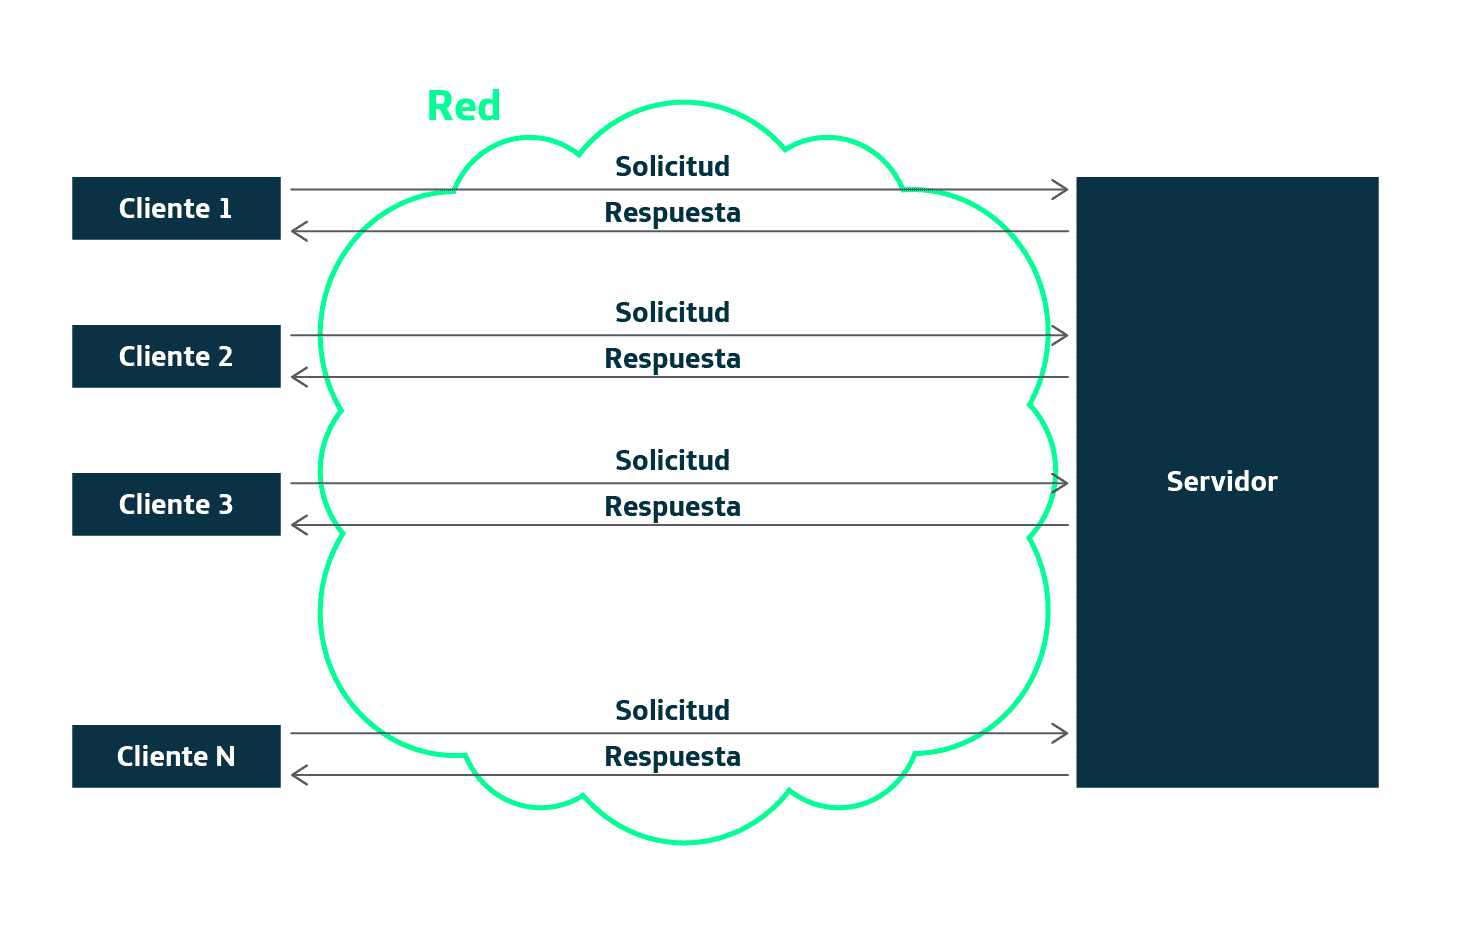 Red
Solicitud
Cliente 1
Respuesta
Solicitud
Cliente 2
Respuesta
Solicitud
Servidor
Cliente 3
Respuesta
Solicitud
Cliente N
Respuesta